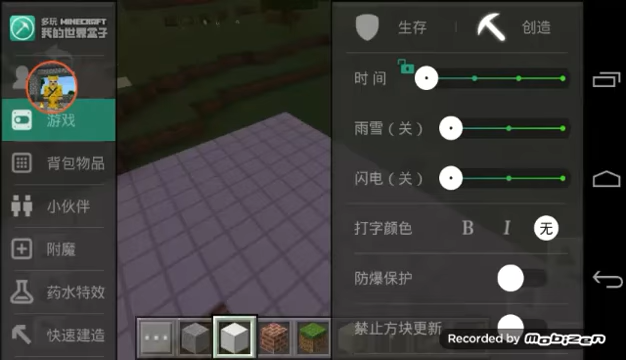 多玩 MINECRAFT
我的世界盒子
游戏
背包物品
小伙伴
附魔
药水特效
快速建造
生存
创造
时间
雨雪（关）
闪电（关）
打字颜色 B I 无
防爆保护
禁止方块更新
Recorded by Mobizen